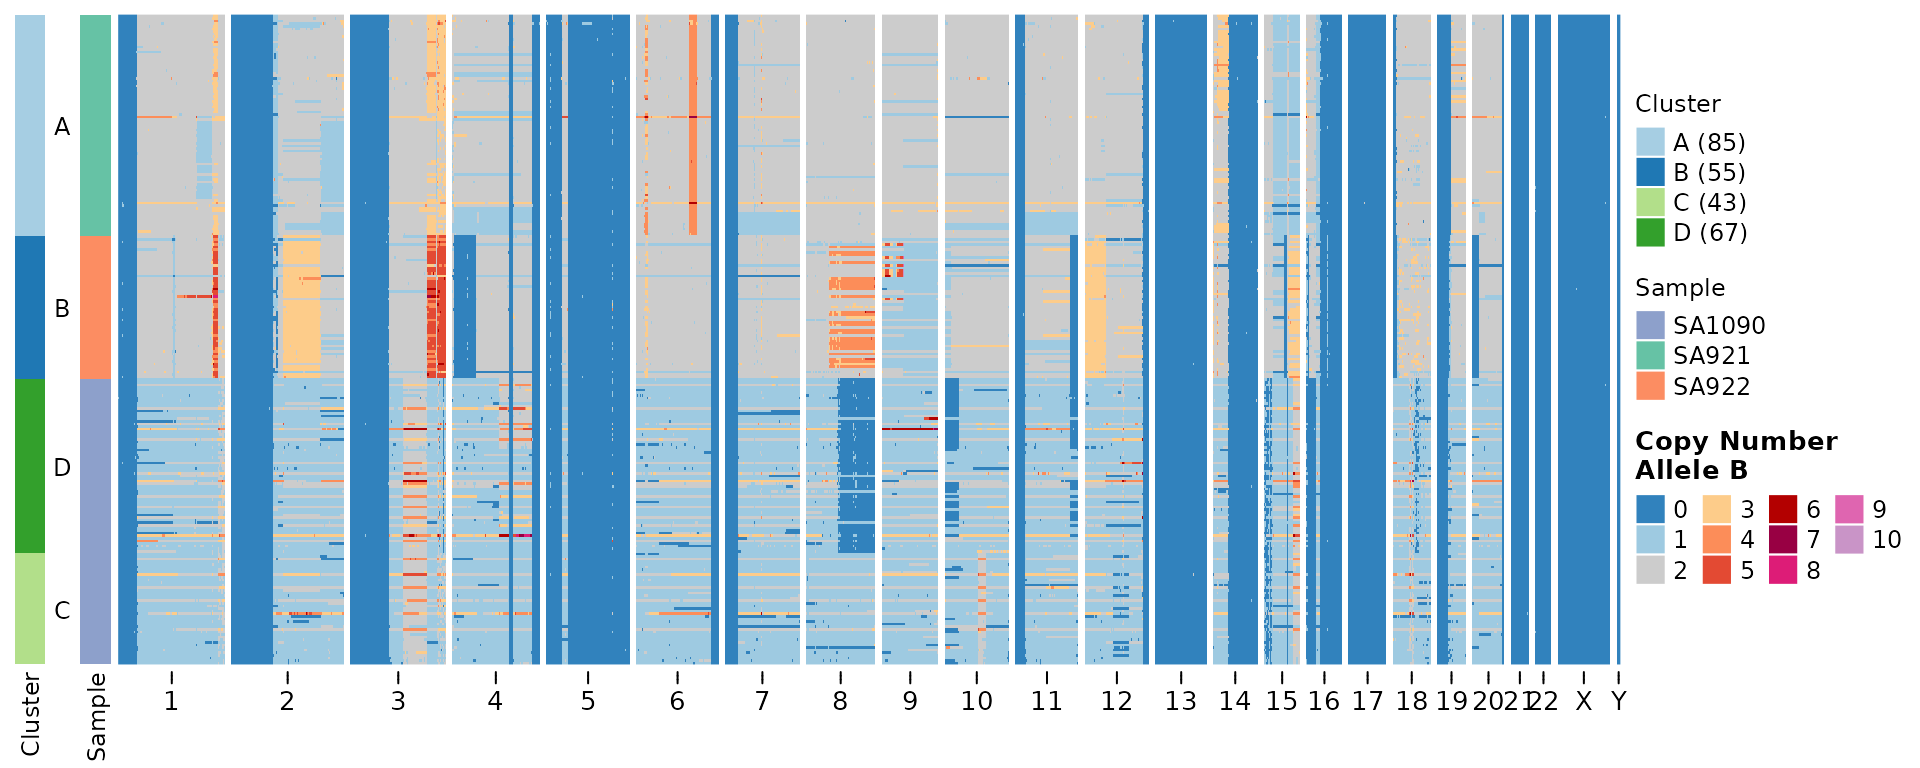 A
B
D
C
Cluster
Sample
1 2 3 4 5 6 7 8 9 10 11 12 13 14 15 16 17 18 19 20 21 22 X Y
Cluster
A (85)
B (55)
C (43)
D (67)
Sample
SA1090
SA921
SA922
Copy Number
Allele B
0 3 6 9
1 4 7 10
2 5 8